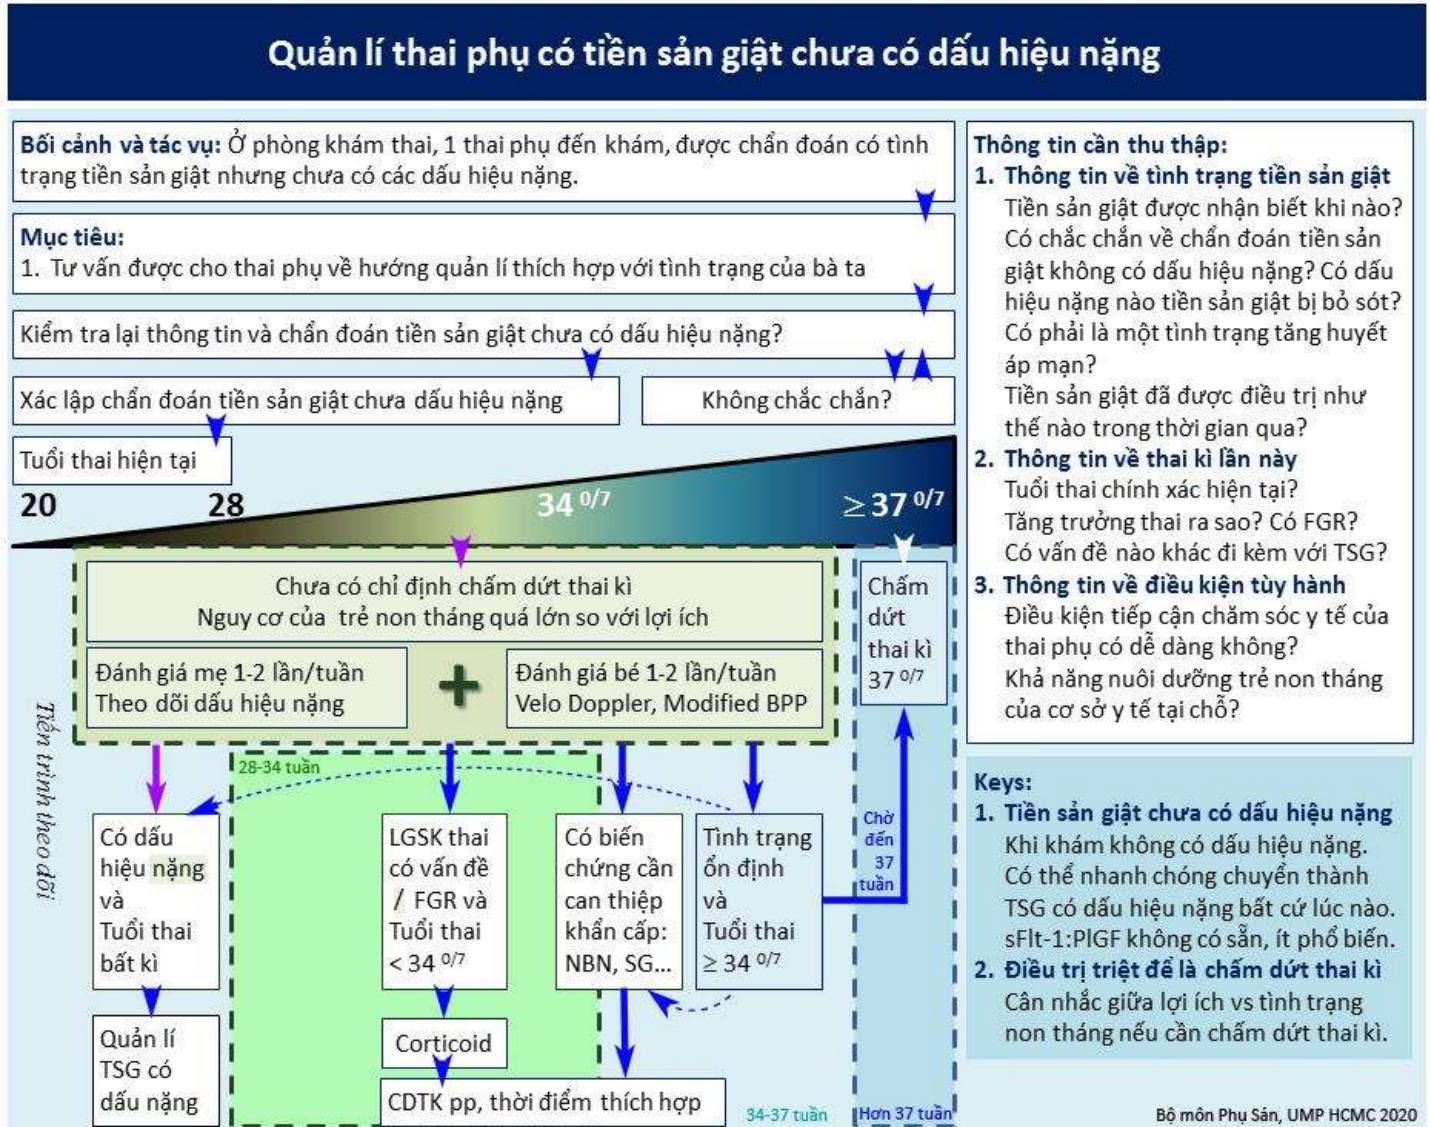 Quản lí thai phụ có tiền sản giật chưa có dấu hiệu nặng
Bối cảnh và tác vụ: Ở phòng khám thai, 1 thai phụ đến khám, được chẩn đoán có tình
trạng tiền sản giật nhưng chưa có các dấu hiệu nặng.
Mục tiêu:
1. Tư vấn được cho thai phụ về hướng quản lí thích hợp với tình trạng của bà ta
Kiểm tra lại thông tin và chẩn đoán tiền sản giật chưa có dấu hiệu nặng?
Xác lập chẩn đoán tiền sản giật chưa dấu hiệu nặng
Không chắc chắn?
Tuổi thai hiện tại
20
28
34 0/7
≥ 37 0/7
Chưa có chỉ định chấm dứt thai kì
Nguy cơ của trẻ non tháng quá lớn so với lợi ích
Đánh giá mẹ 1-2 lần/tuần
Theo dõi dấu hiệu nặng
+
Đánh giá bé 1-2 lần/tuần
Velo Doppler, Modified BPP
Chấm
dứt
thai kì
37 0/7
Tiến trình theo dõi
28-34 tuần
Có dấu
hiệu nặng
và
Tuổi thai
bất kì
LGSK thai
có vấn đề
/ FGR và
Tuổi thai
< 34 0/7
Có biến
chứng cần
can thiệp
khẩn cấp:
NBN, SG...
Tình trạng
ổn định
và
Tuổi thai
≥ 34 0/7
Chờ
đến
37
tuần
Quản lí
TSG có
dấu nặng
Corticoid
CDTK pp, thời điểm thích hợp
34-37 tuần
Hơn 37 tuần
Thông tin cần thu thập:
1. Thông tin về tình trạng tiền sản giật
Tiền sản giật được nhận biết khi nào?
Có chắc chắn về chẩn đoán tiền sản
giật không có dấu hiệu nặng? Có dấu
hiệu nặng nào tiền sản giật bị bỏ sót?
Có phải là một tình trạng tăng huyết
áp mạn?
Tiền sản giật đã được điều trị như
thế nào trong thời gian qua?
2. Thông tin về thai kì lần này
Tuổi thai chính xác hiện tại?
Tăng trưởng thai ra sao? Có FGR?
Có vấn đề nào khác đi kèm với TSG?
3. Thông tin về điều kiện tùy hành
Điều kiện tiếp cận chăm sóc y tế của
thai phụ có dễ dàng không?
Khả năng nuôi dưỡng trẻ non tháng
của cơ sở y tế tại chỗ?
Keys:
1. Tiền sản giật chưa có dấu hiệu nặng
Khi khám không có dấu hiệu nặng.
Có thể nhanh chóng chuyển thành
TSG có dấu hiệu nặng bất cứ lúc nào.
sFlt-1:PlGF không có sẵn, ít phổ biến.
2. Điều trị triệt để là chấm dứt thai kì
Cân nhắc giữa lợi ích vs tình trạng
non tháng nếu cần chấm dứt thai kì.
Bộ môn Phụ Sản, UMP HCMC 2020